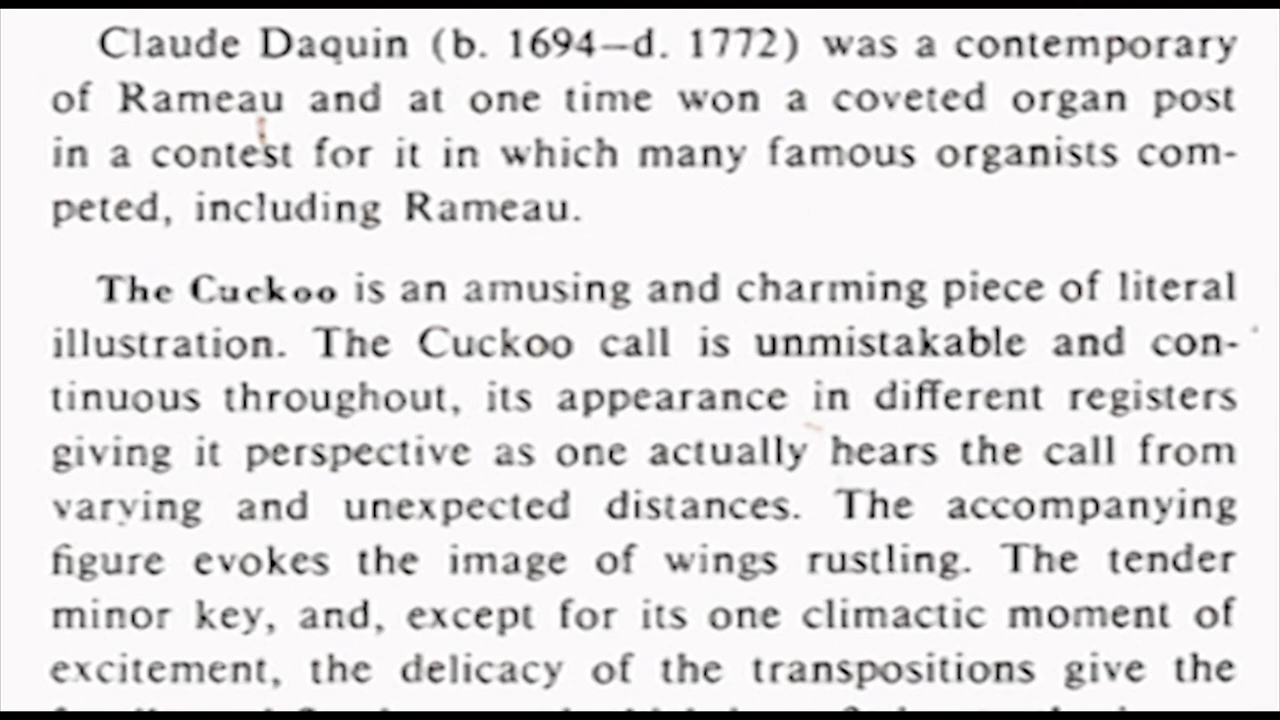 Claude Daquin (b. 1694—d. 1772) was a contemporary
of Rameau and at one time won a coveted organ post
in a contest for it in which many famous organists com-
peted, including Rameau.
The Cuckoo is an amusing and charming piece of literal
illustration. The Cuckoo call is unmistakable and con-
tinuous throughout, its appearance in different registers
giving it perspective as one actually hears the call from
varying and unexpected distances. The accompanying
figure evokes the image of wings rustling. The tender
minor key, and, except for its one climactic moment of
excitement, the delicacy of the transpositions give the